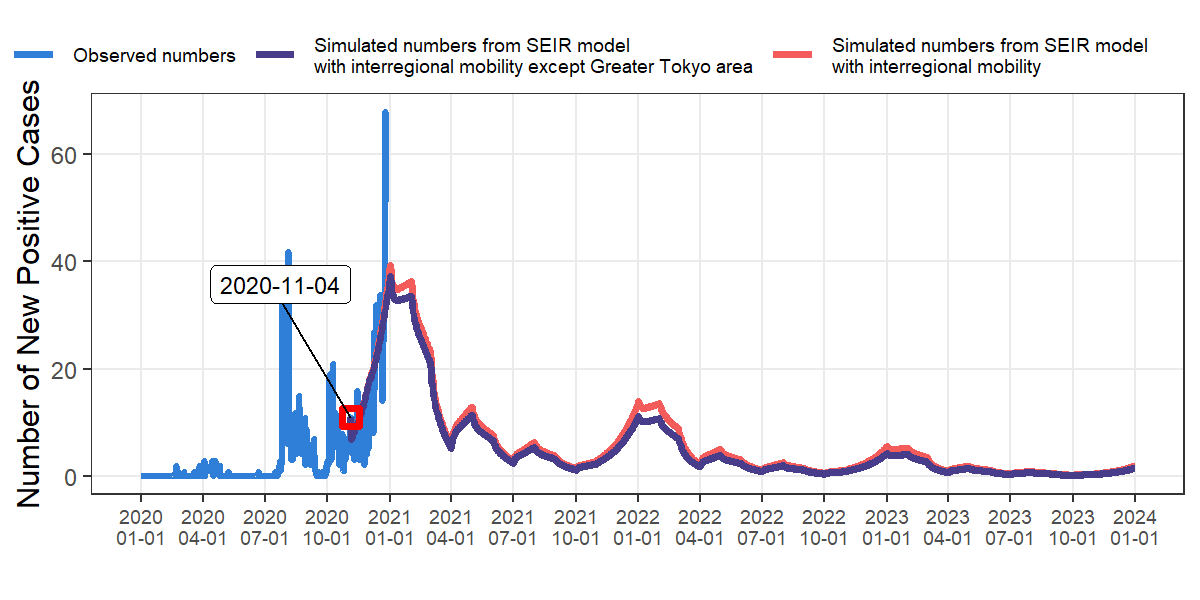 Observed numbers
Simulated numbers from SEIR model
with interregional mobility except Greater Tokyo area
Simulated numbers from SEIR model
with interregional mobility
Number of New Positive Cases
60
40
20
0
2020-11-04
2020 2020 2020 2020 2021 2021 2021 2021 2022 2022 2022 2022 2023 2023 2023 2023 2024
01-01 04-01 07-01 10-01 01-01 04-01 07-01 10-01 01-01 04-01 07-01 10-01 01-01 04-01 07-01 10-01 01-01